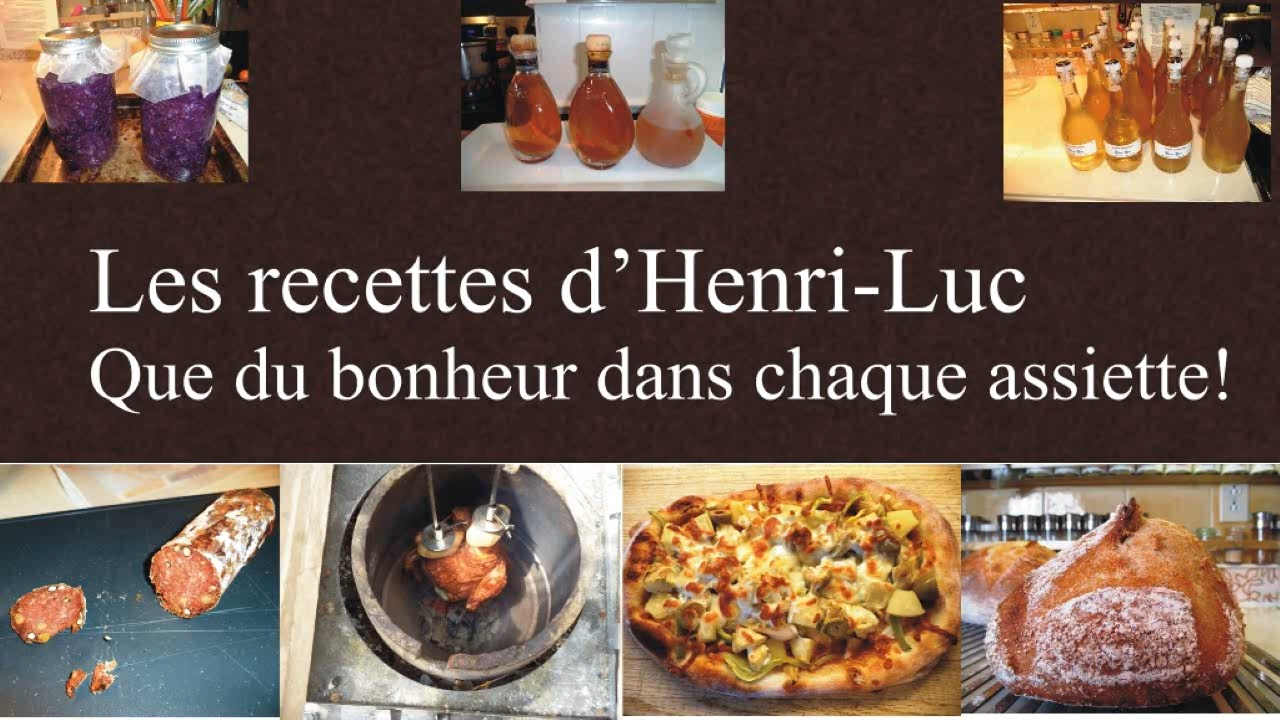 Les recettes d’Henri-Luc
Que du bonheur dans chaque assiette!